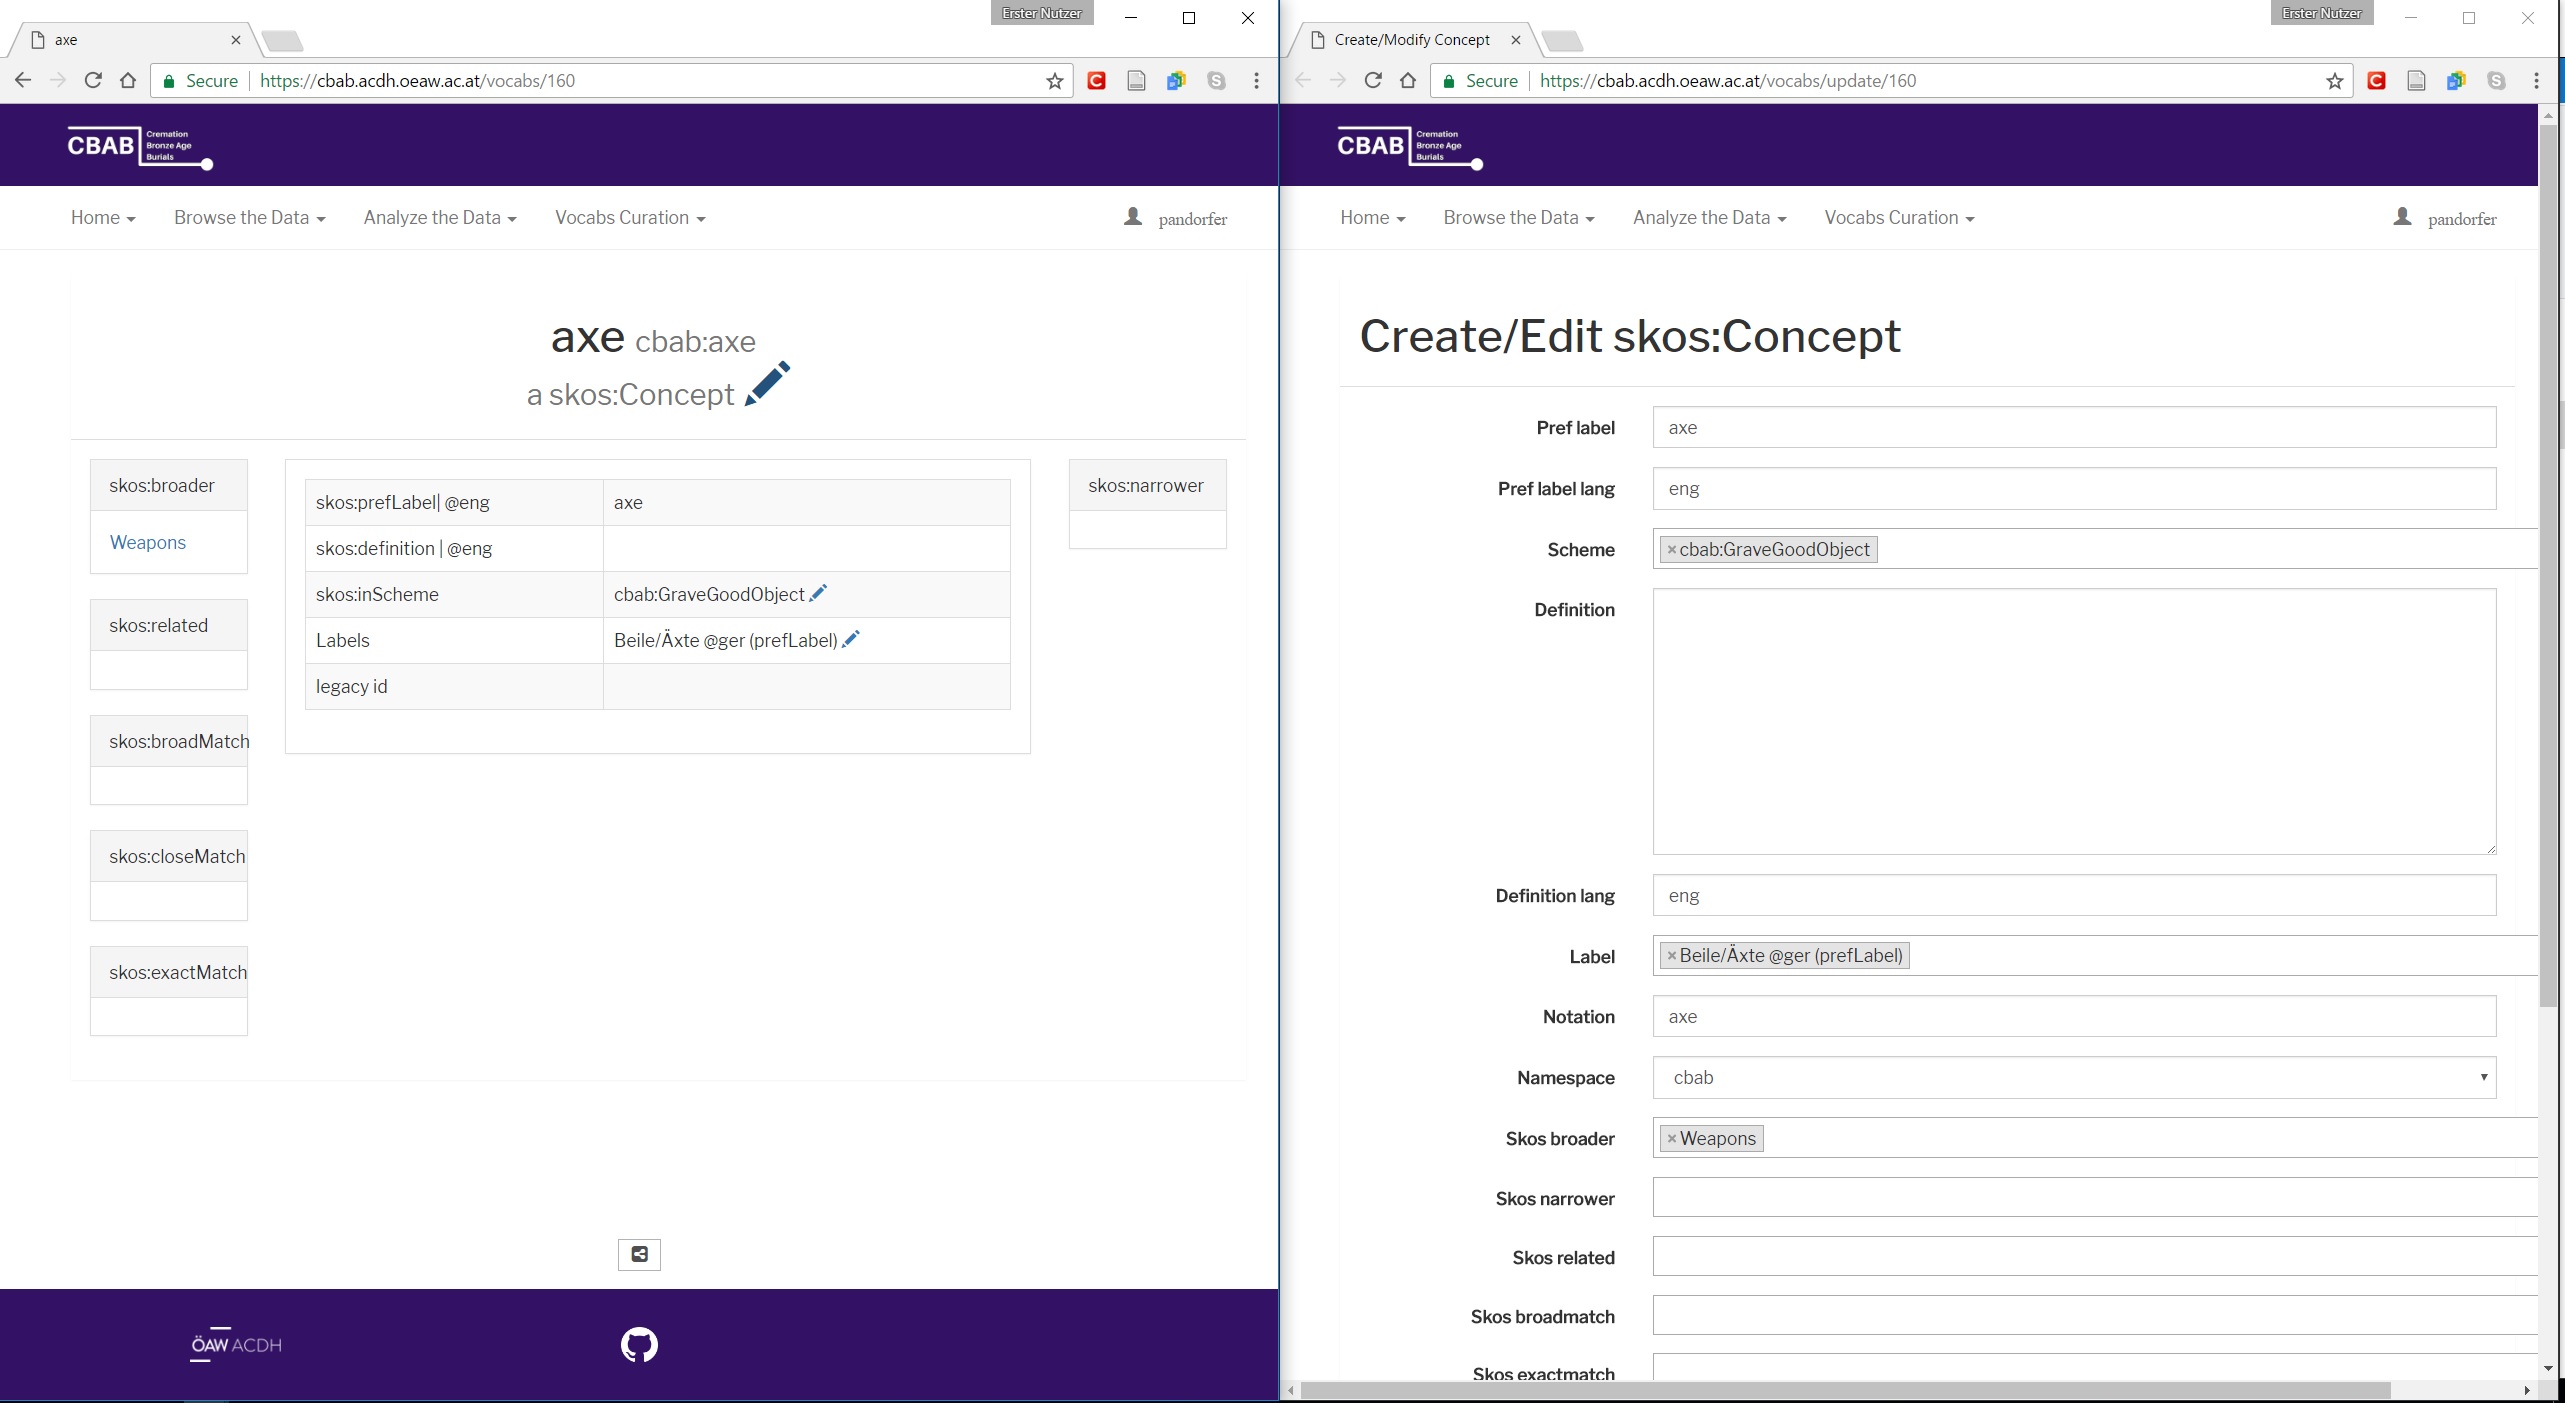 Erster Nutzer
axe
Secure https://cbab.acdh.oeaw.ac.at/vocabs/160
CBAB Cremation
Bronze Age
Burials
Home Browse the Data Analyze the Data Vocabs Curation pandorfer
axe cbab:axe
a skos:Concept
skos:broader
Weapons
skos:related
skos:broadMatch
skos:closeMatch
skos:exactMatch
skos:prefLabel| @eng axe
skos:definition | @eng
skos:inScheme cbab:GraveGoodObject
Labels Beile/Äxte @ger (prefLabel)
legacy id
skos:narrower
ÖAW ACDH
Erster Nutzer
Create/Modify Concept
Secure https://cbab.acdh.oeaw.ac.at/vocabs/update/160
CBAB Cremation
Bronze Age
Burials
Home Browse the Data Analyze the Data Vocabs Curation pandorfer
Create/Edit skos:Concept
Pref label axe
Pref label lang eng
Scheme ×cbab:GraveGoodObject
Definition
Definition lang eng
Label ×Beile/Äxte @ger (prefLabel)
Notation axe
Namespace cbab
Skos broader ×Weapons
Skos narrower
Skos related
Skos broadmatch
Skos exactmatch